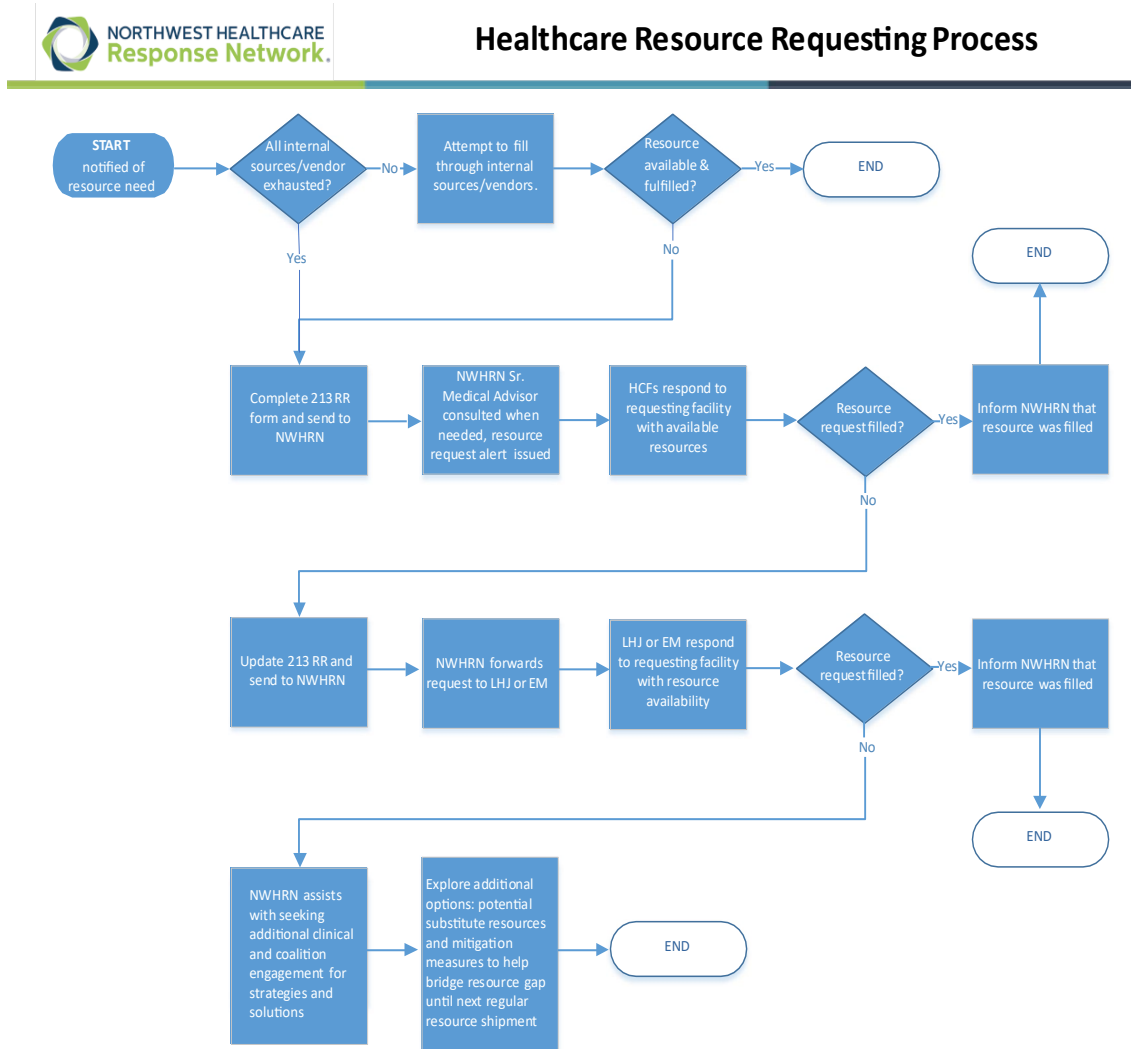 NORTHWEST HEALTHCARE
Response Network.
Healthcare Resource Requesting Process
START
notified of
resource need
All internal
sources/vendor
exhausted?
No
Attempt to fill
through internal
sources/vendors.
Resource
available &
fulfilled?
Yes
END
Yes
No
END
Complete 213 RR
form and send to
NWHRN
NWHRN Sr.
Medical Advisor
consulted when
needed, resource
request alert issued
HCFs respond to
requesting facility
with available
resources
Resource
request filled?
Yes
Inform NWHRN that
resource was filled
No
Update 213 RR and
send to NWHRN
NWHRN forwards
request to LHJ or EM
LHJ or EM respond
to requesting facility
with resource
availability
Resource
request filled?
Yes
Inform NWHRN that
resource was filled
No
END
NWHRN assists
with seeking
additional clinical
and coalition
engagement for
strategies and
solutions
Explore additional
options: potential
substitute resources
and mitigation
measures to help
bridge resource gap
until next regular
resource shipment
END